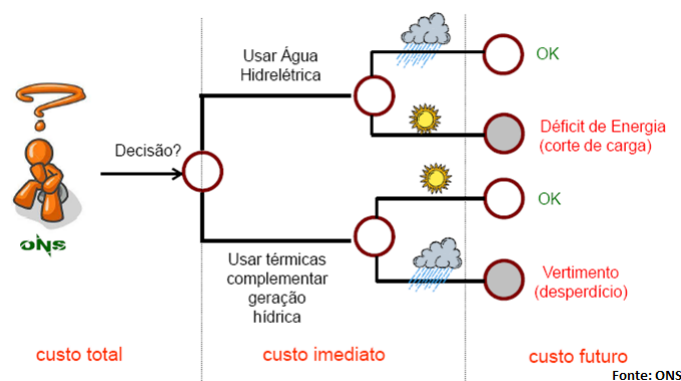 Usar Água
Hidrelétrica
OK
Déficit de Energia
(corte de carga)
Decisão?
ONS
OK
Usar térmicas
complementar
geração
hídrica
Vertimento
(desperdício)
custo total
custo imediato
custo futuro
Fonte: ONS